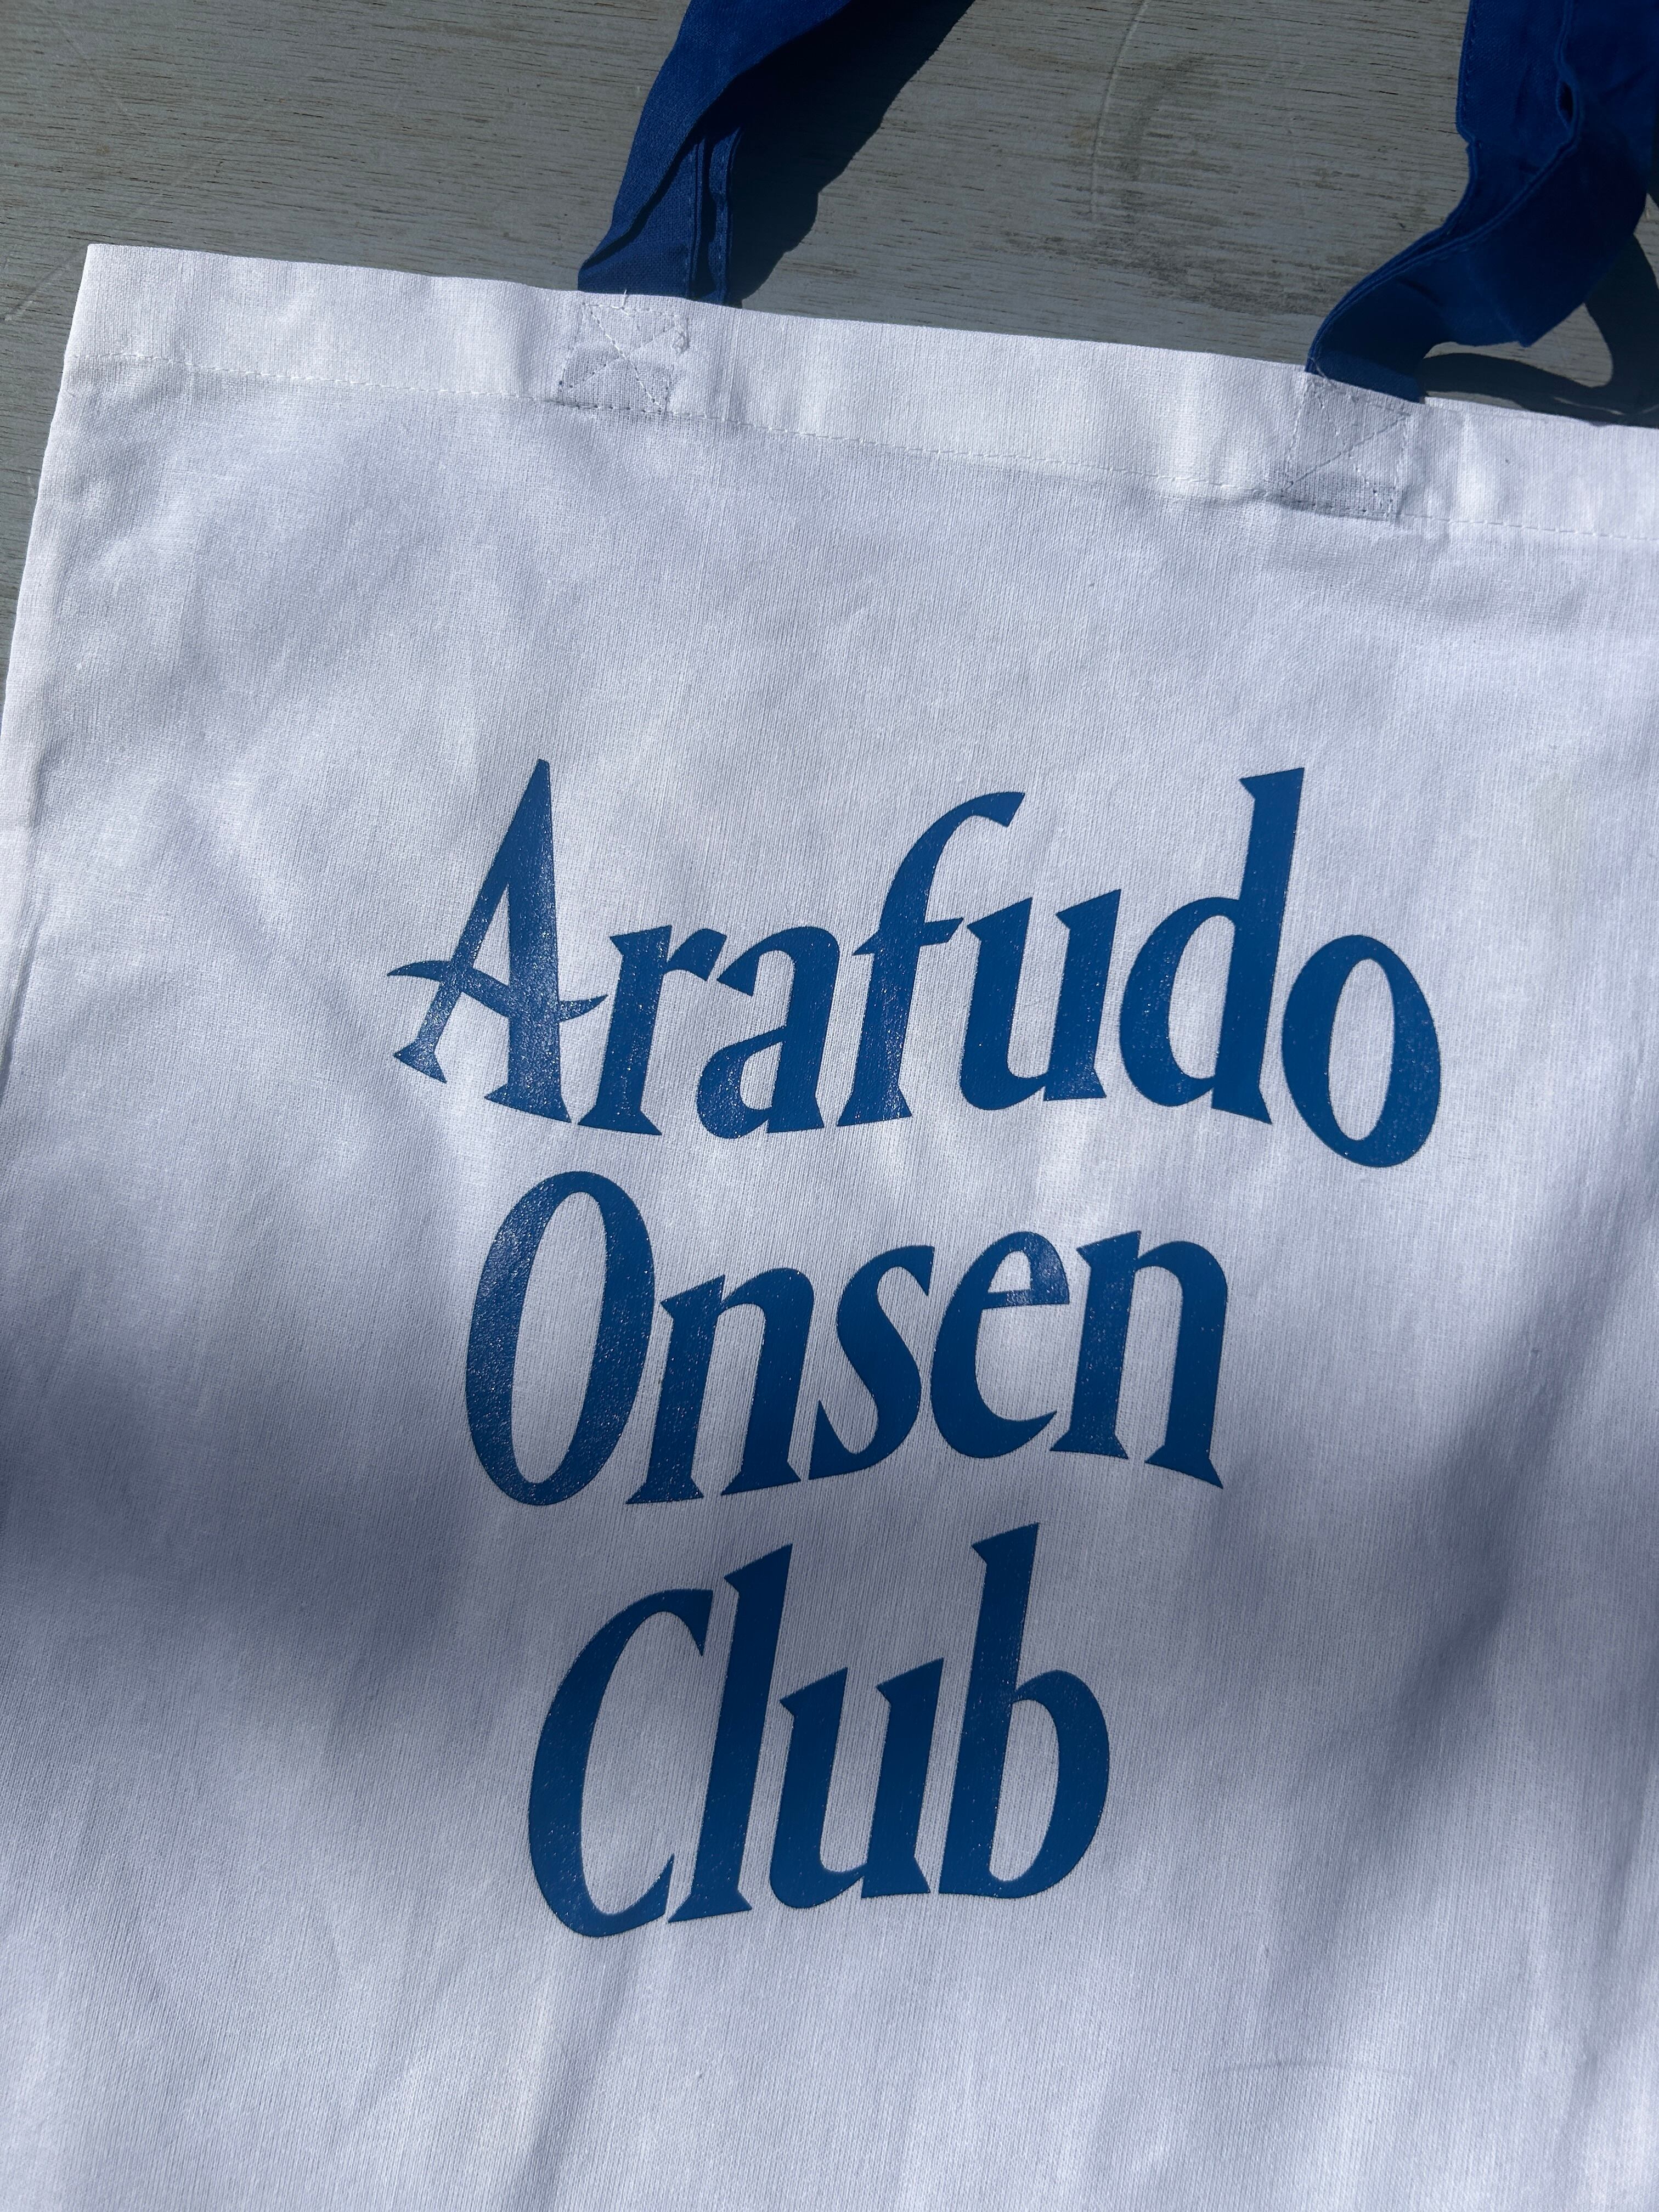 Arafudo
Onsen
Club